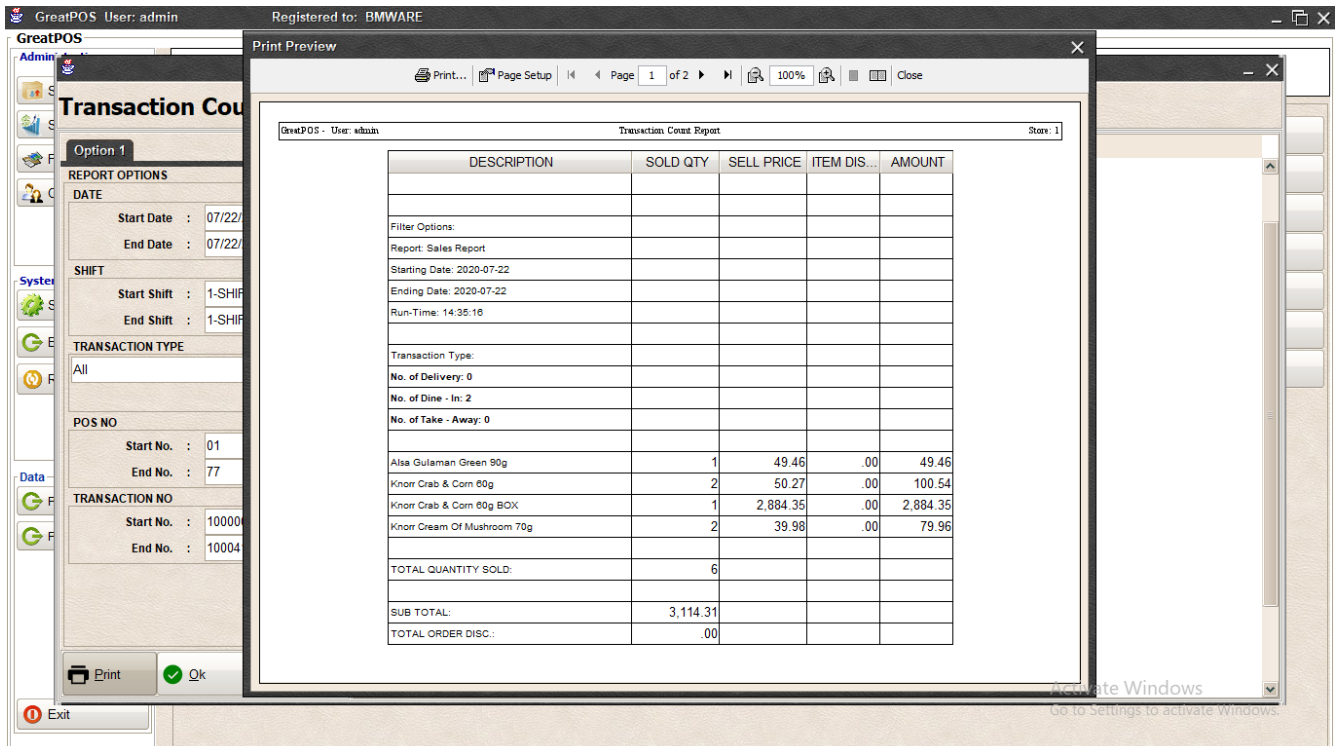 GreatPOS User: admin Registered to: BMWARE
GreatPOS
Print Preview
Print... Page Setup Page 1 of 2 100% Close
Transaction Cou
Option 1
REPORT OPTIONS
DATE
Start Date : 07/22/
End Date : 07/22/
SHIFT
Start Shift : 1-SHIF
End Shift : 1-SHIF
TRANSACTION TYPE
All
POS NO
Start No. : 01
End No. : 77
TRANSACTION NO
Start No. : 10000
End No. : 10004
Print Ok
Data
Exit
GreatPOS - User: admin Transaction Count Report Store: 1
DESCRIPTION SOLD QTY SELL PRICE ITEM DIS... AMOUNT
Filter Options:
Report: Sales Report
Starting Date: 2020-07-22
Ending Date: 2020-07-22
Run-Time: 14:35:16
Transaction Type:
No. of Delivery: 0
No. of Dine - In: 2
No. of Take - Away: 0
Alsa Gulaman Green 90g 1 49.46 .00 49.46
Knorr Crab & Corn 60g 2 50.27 .00 100.54
Knorr Crab & Corn 60g BOX 1 2,884.35 .00 2,884.35
Knorr Cream Of Mushroom 70g 2 39.98 .00 79.96
TOTAL QUANTITY SOLD: 6
SUB TOTAL: 3,114.31
TOTAL ORDER DISC.: .00
Activate Windows
Go to Settings to activate Windows.